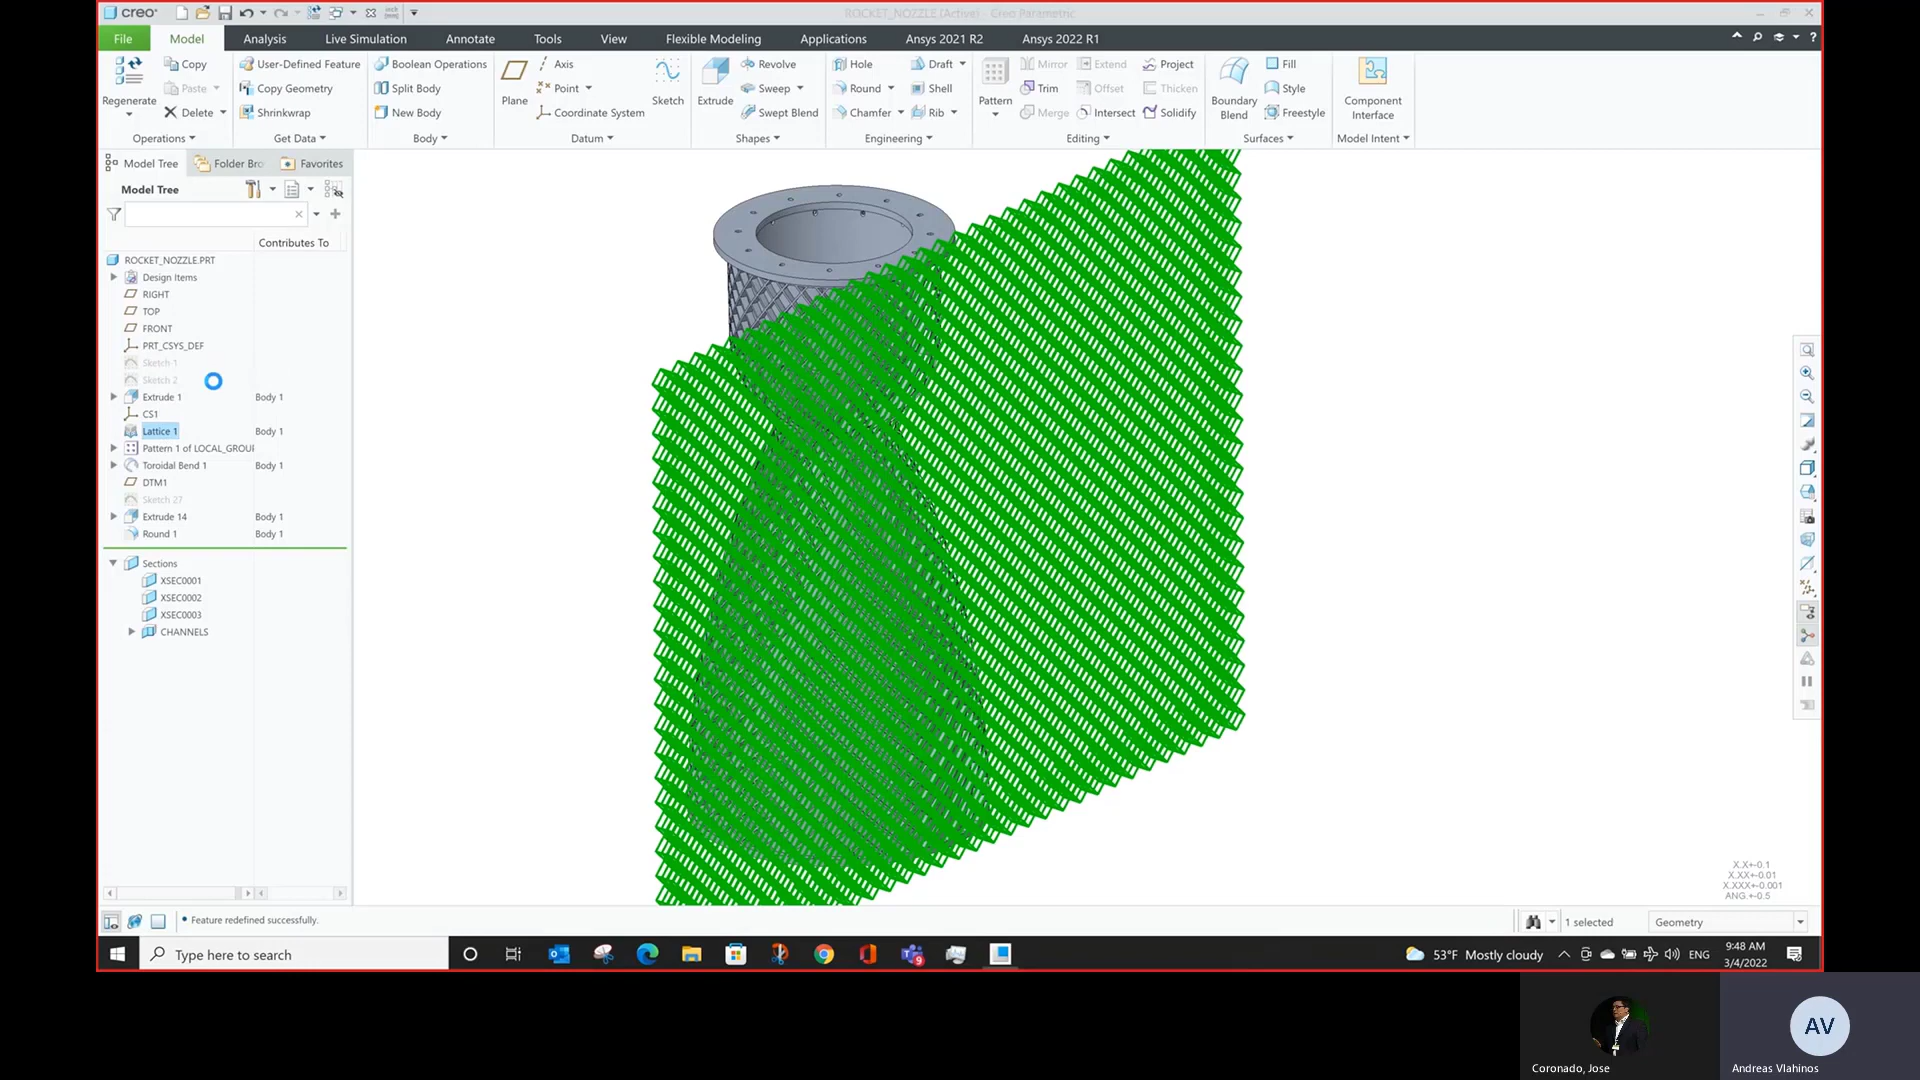 creo
ROCKET_NOZZLE (Active) - Creo Parametric
File Model Analysis Live Simulation Annotate Tools View Flexible Modeling Applications Ansys 2021 R2 Ansys 2022 R1
Regenerate
Copy
Paste
Delete
Operations
User-Defined Feature
Copy Geometry
Shrinkwrap
Get Data
Boolean Operations
Split Body
New Body
Body
Plane
Axis
Point
Coordinate System
Sketch
Datum
Extrude
Revolve
Sweep
Swept Blend
Shapes
Hole
Round
Chamfer
Draft
Shell
Rib
Engineering
Pattern
Mirror
Trim
Merge
Extend
Offset
Intersect
Project
Thicken
Solidify
Editing
Boundary
Blend
Fill
Style
Freestyle
Surfaces
Component
Interface
Model Intent
Model Tree Folder Bro Favorites
Model Tree
Contributes To
ROCKET_NOZZLE.PRT
Design Items
RIGHT
TOP
FRONT
PRT_CSYS_DEF
Sketch 1
Sketch 2
Extrude 1 Body 1
CS1
Lattice 1 Body 1
Pattern 1 of LOCAL_GROUP
Toroidal Bend 1 Body 1
DTM1
Sketch 27
Extrude 14 Body 1
Round 1 Body 1
Sections
XSEC0001
XSEC0002
XSEC0003
CHANNELS
X.X+-0.1
X.XX+-0.01
X.XXX+-0.001
ANG.+-0.5
• Feature redefined successfully.
1 selected
Geometry
Type here to search
9
53°F Mostly cloudy
ENG
9:48 AM
3/4/2022
AV
Coronado, Jose
Andreas Vlahinos